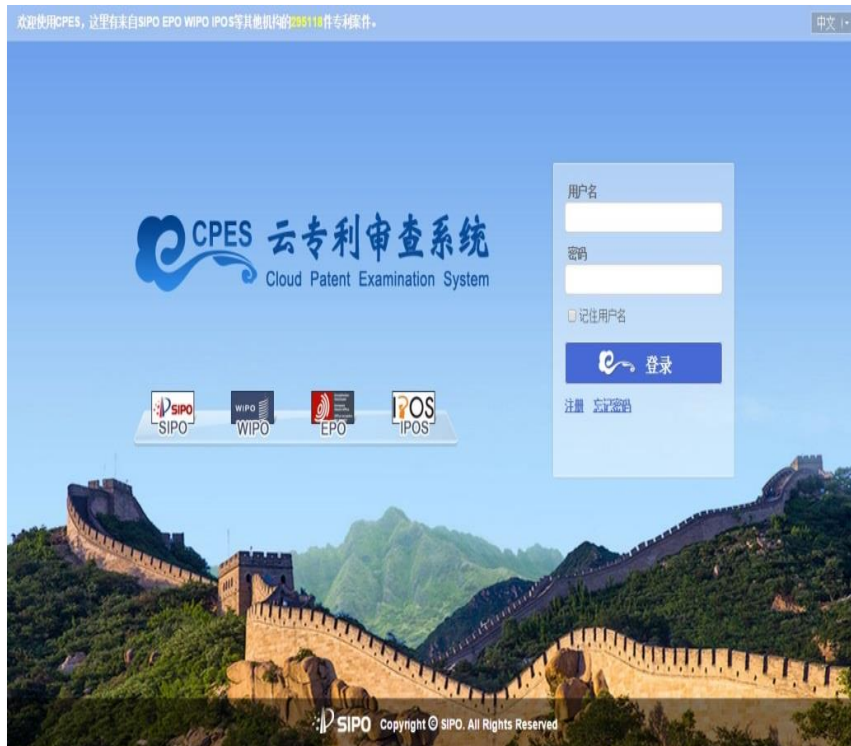 欢迎使用CPES，这里有来自SIPO EPO WIPO IPOS等其他机构的295118件专利案件。
中文
CPES 云专利审查系统
Cloud Patent Examination System
用户名
密码
记住用户名
登录
注册 忘记密码
SIPO WIPO IPOS
SIPO WIPO EPO IPOS
SIPO Copyright © SIPO. All Rights Reserved